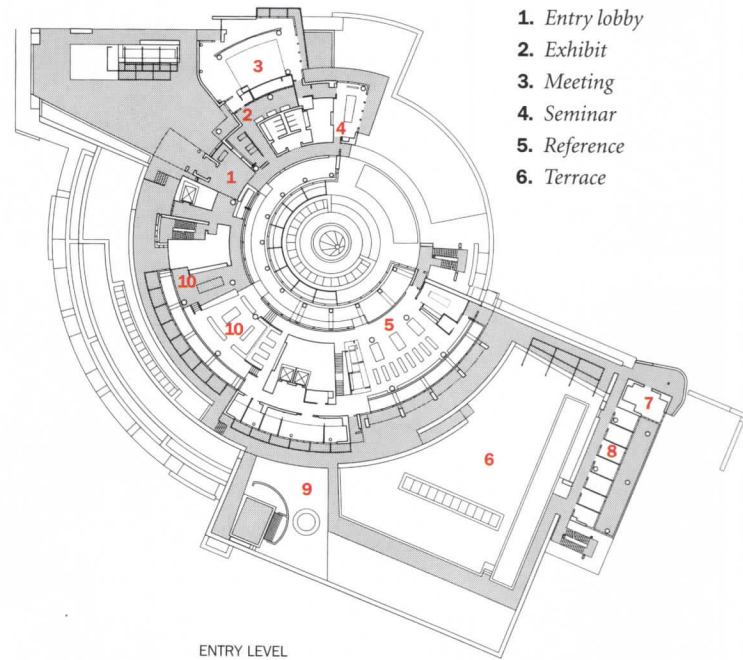 1. Entry lobby
2. Exhibit
3. Meeting
4. Seminar
5. Reference
6. Terrace
3
2
4
1
10
10
5
7
8
6
9
ENTRY LEVEL